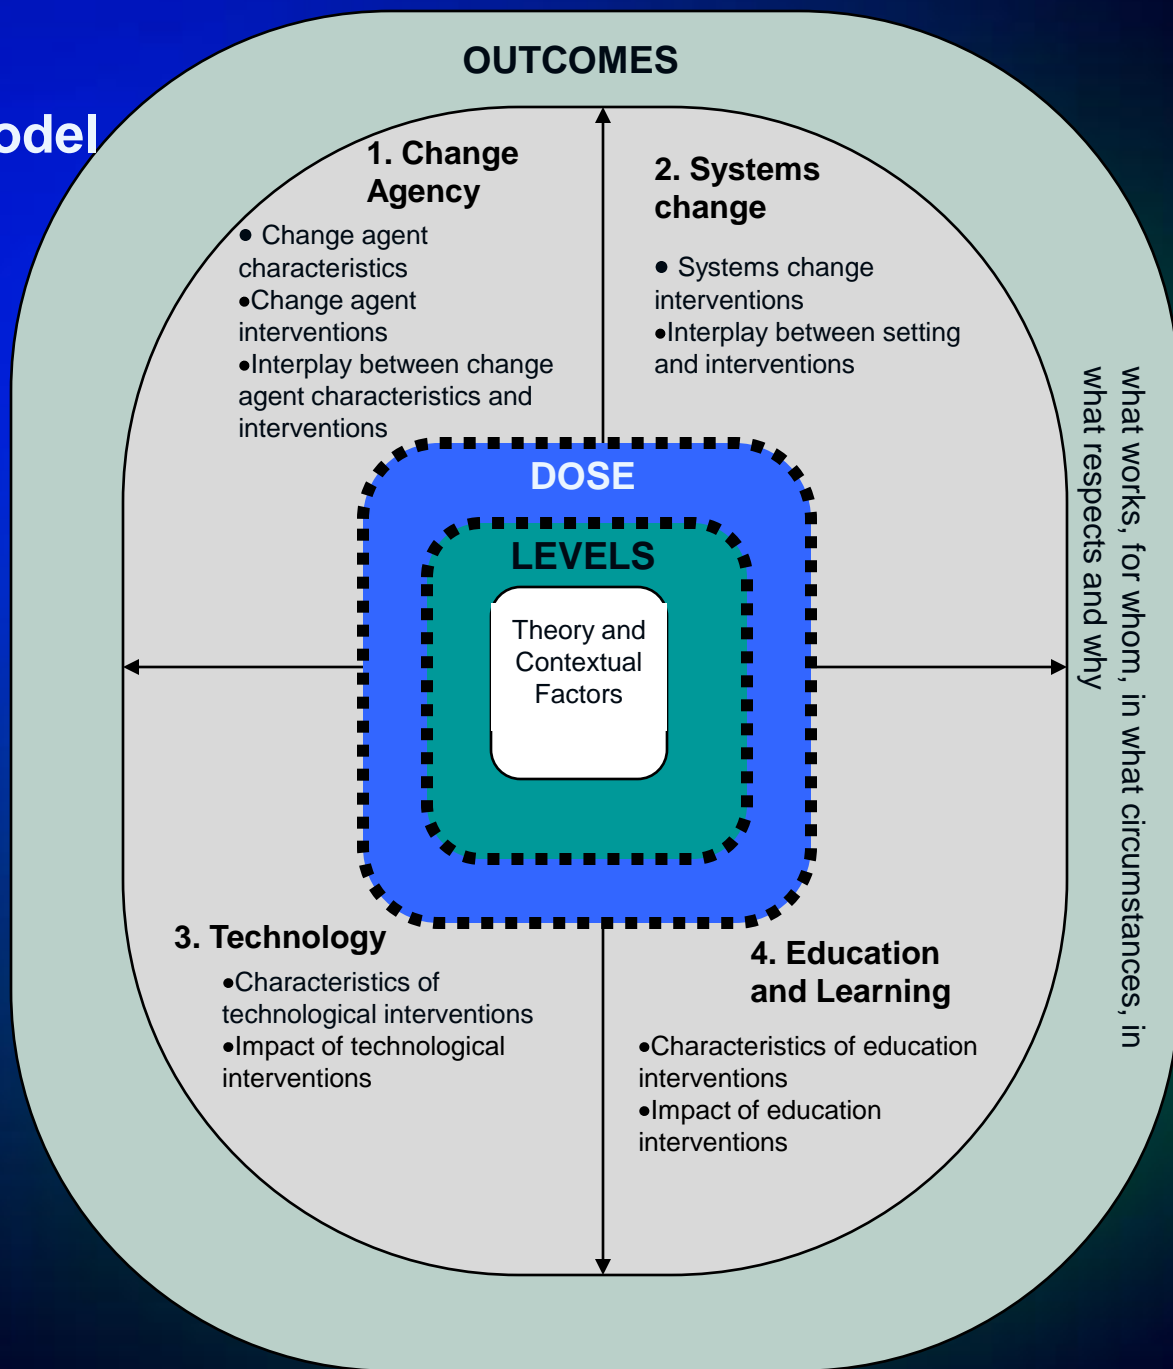 OUTCOMES
odel
1. Change
Agency
• Change agent
characteristics
•Change agent
interventions
•Interplay between change
agent characteristics and
interventions
2. Systems
change
• Systems change
interventions
•Interplay between setting
and interventions
what works, for whom, in what circumstances, in
what respects and why
DOSE
LEVELS
Theory and
Contextual
Factors
3. Technology
•Characteristics of
technological interventions
•Impact of technological
interventions
4. Education
and Learning
•Characteristics of education
interventions
•Impact of education
interventions